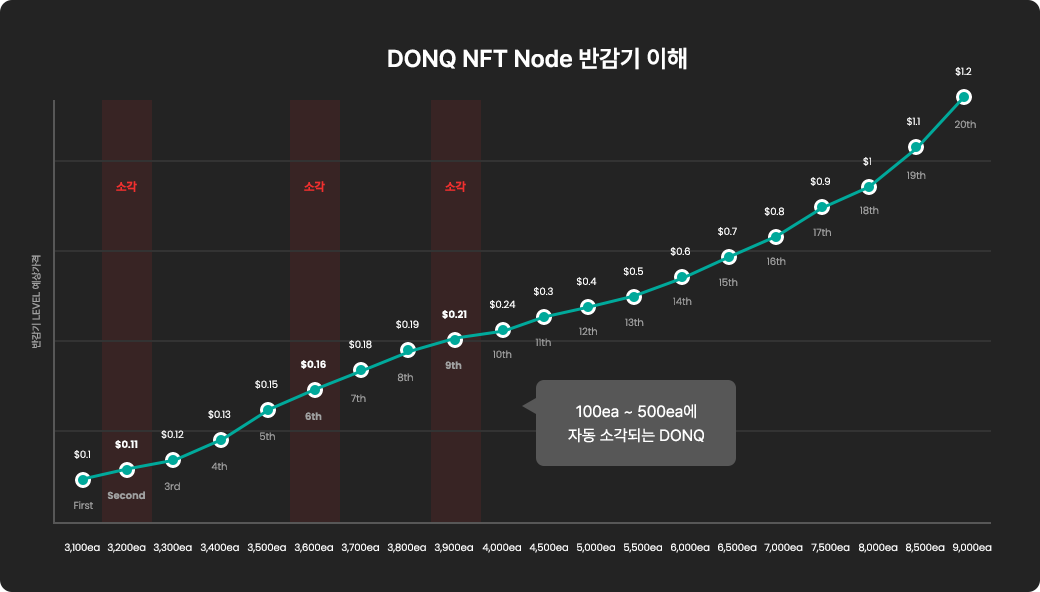 DONQ NFT Node 반감기 이해
소각
소각
소각
반감기 LEVEL 예상가격
$0.1
First
$0.11
Second
$0.12
3rd
$0.13
4th
$0.15
5th
$0.16
6th
$0.18
7th
$0.19
8th
$0.21
9th
$0.24
10th
$0.3
11th
$0.4
12th
$0.5
13th
$0.6
14th
$0.7
15th
$0.8
16th
$0.9
17th
$1
18th
$1.1
19th
$1.2
20th
100ea ~ 500ea에
자동 소각되는 DONQ
3,100ea 3,200ea 3,300ea 3,400ea 3,500ea 3,600ea 3,700ea 3,800ea 3,900ea 4,000ea 4,500ea 5,000ea 5,500ea 6,000ea 6,500ea 7,000ea 7,500ea 8,000ea 8,500ea 9,000ea